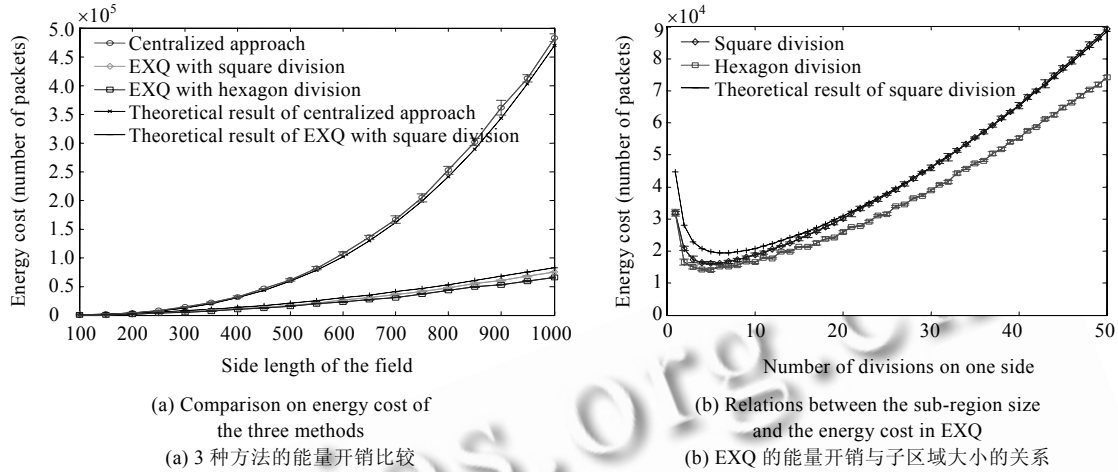 ×10⁵
5.0
4.5
4.0
3.5
3.0
2.5
2.0
1.5
1.0
0.5
0
Energy cost (number of packets)
Centralized approach
EXQ with square division
EXQ with hexagon division
Theoretical result of centralized approach
Theoretical result of EXQ with square division
100 200 300 400 500 600 700 800 900 1000
Side length of the field
(a) Comparison on energy cost of
the three methods
(a) 3 种方法的能量开销比较
×10⁴
9
8
7
6
5
4
3
2
1
0
Energy cost (number of packets)
Square division
Hexagon division
Theoretical result of square division
0 10 20 30 40 50
Number of divisions on one side
(b) Relations between the sub-region size
and the energy cost in EXQ
(b) EXQ 的能量开销与子区域大小的关系